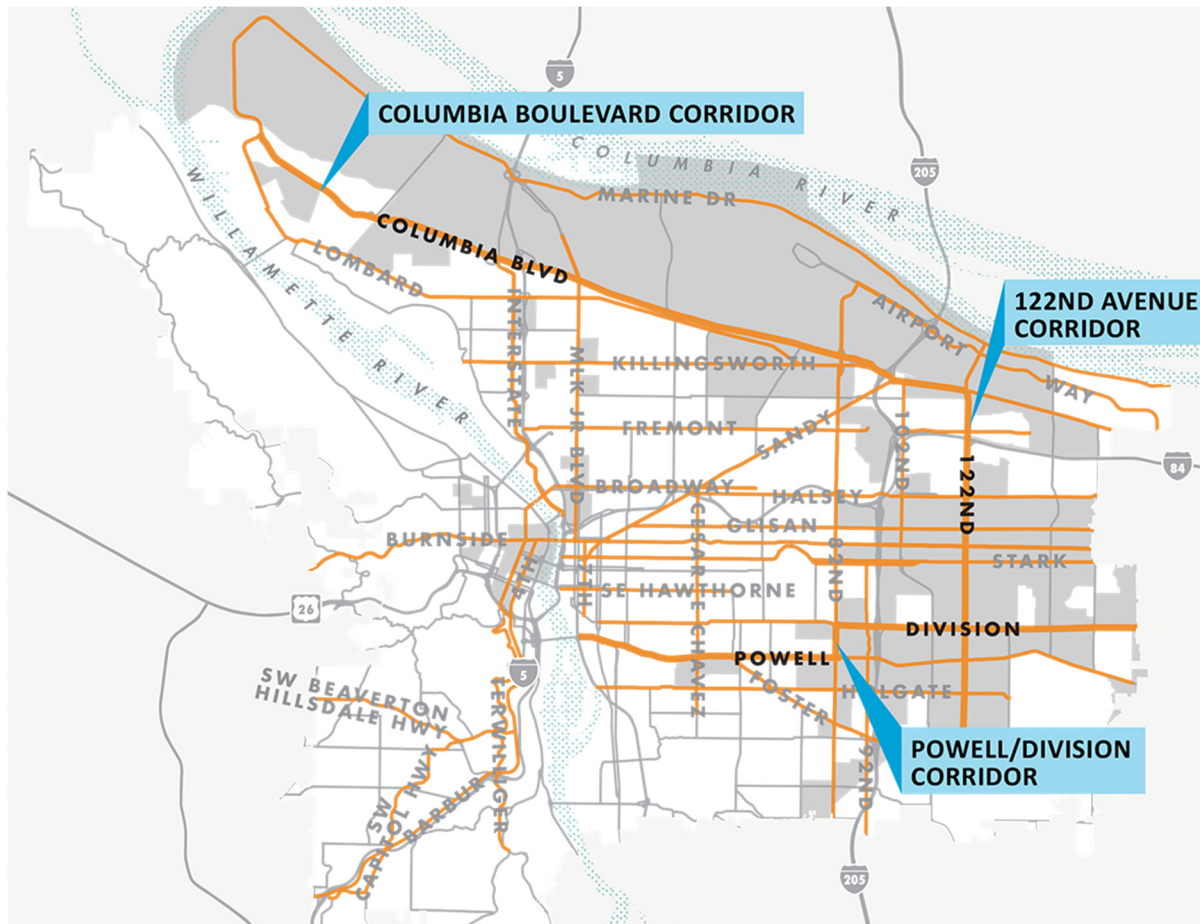 5
COLUMBIA BOULEVARD CORRIDOR
COLUMBIA RIVER
205
WILLAMETTE RIVER
MARINE DR
COLUMBIA BLVD
LOMBARD
122ND AVENUE
CORRIDOR
AIRPORT
WAY
INTERSTATE
MLK JR BLVD
KILLINGSWORTH
FREMONT
SANDY
102ND
122ND
84
BROADWAY
HALSEY
CESAR E CHAVEZ
GLISAN
BURNSIDE
82ND
STARK
SE HAWTHORNE
26
DIVISION
POWELL
5
SW BEAVERTON
HILLSDALE HWY
TERWILLIGER
FOSTER
HOLGATE
POWELL/DIVISION
CORRIDOR
92ND
SW
CAPITOL HWY
BARBUR
205